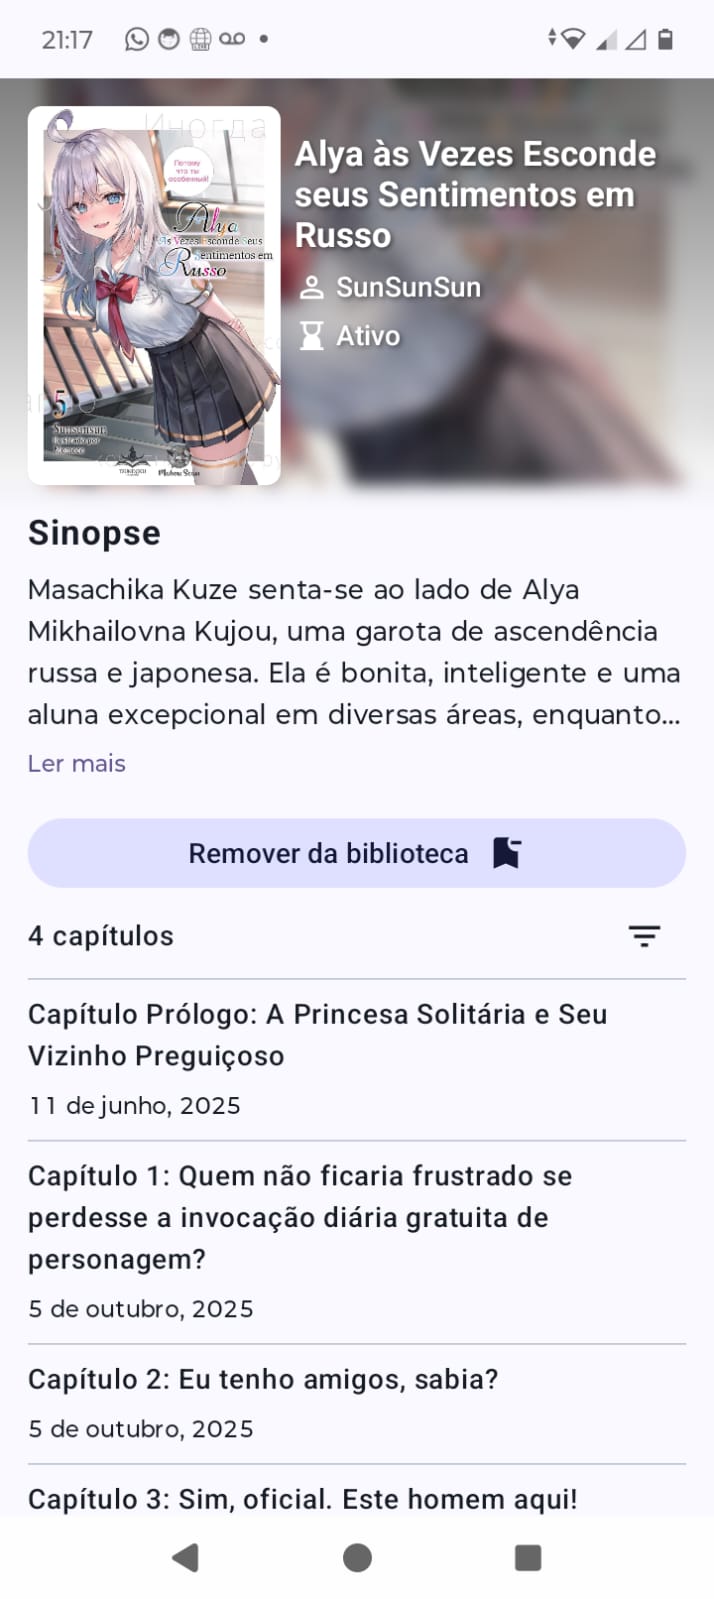 21:17
Иногда
Потому
что ты
особенный!
Alya
Às Vezes Esconde Seus
Sentimentos em
Russo
5
Sunsunsun
Ilustrado por
Alya às Vezes Esconde
seus Sentimentos em
Russo
SunSunSun
Ativo
Sinopse
Masachika Kuze senta-se ao lado de Alya
Mikhailovna Kujou, uma garota de ascendência
russa e japonesa. Ela é bonita, inteligente e uma
aluna excepcional em diversas áreas, enquanto...
Ler mais
Remover da biblioteca
4 capítulos
Capítulo Prólogo: A Princesa Solitária e Seu
Vizinho Preguiçoso
11 de junho, 2025
Capítulo 1: Quem não ficaria frustrado se
perdesse a invocação diária gratuita de
personagem?
5 de outubro, 2025
Capítulo 2: Eu tenho amigos, sabia?
5 de outubro, 2025
Capítulo 3: Sim, oficial. Este homem aqui!